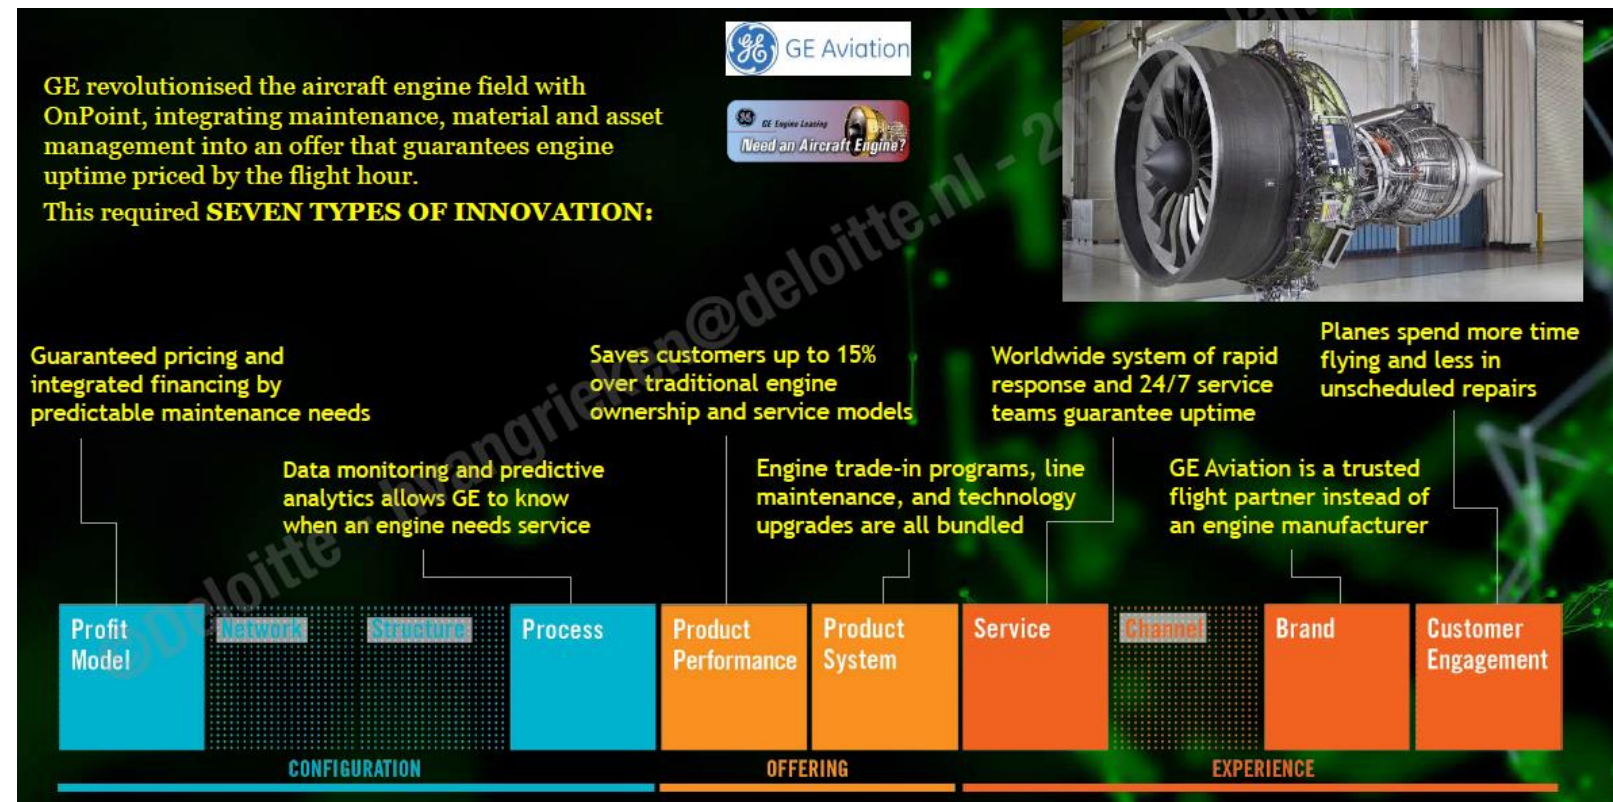 GE Aviation
GE Engine Leasing
Need an Aircraft Engine?
GE revolutionised the aircraft engine field with
OnPoint, integrating maintenance, material and asset
management into an offer that guarantees engine
uptime priced by the flight hour.
This required SEVEN TYPES OF INNOVATION:
Guaranteed pricing and
integrated financing by
predictable maintenance needs
Data monitoring and predictive
analytics allows GE to know
when an engine needs service
Saves customers up to 15%
over traditional engine
ownership and service models
Engine trade-in programs, line
maintenance, and technology
upgrades are all bundled
Worldwide system of rapid
response and 24/7 service
teams guarantee uptime
GE Aviation is a trusted
flight partner instead of
an engine manufacturer
Planes spend more time
flying and less in
unscheduled repairs
Profit
Model
Network
Structure
Process
Product
Performance
Product
System
Service
Channel
Brand
Customer
Engagement
CONFIGURATION
OFFERING
EXPERIENCE
©Deloitte - hvangrieken@deloitte.nl -